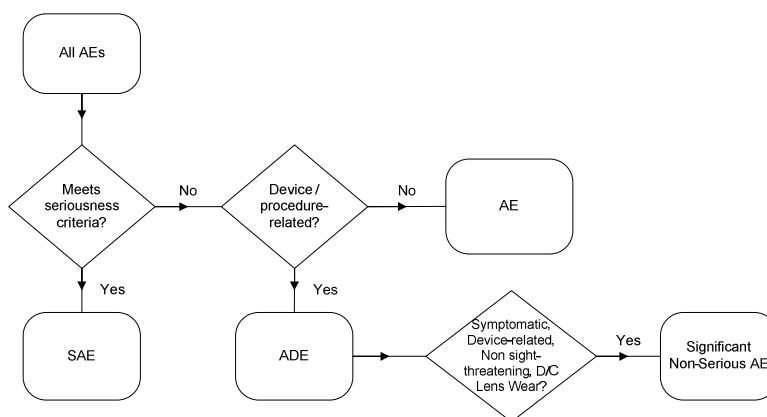 All AEs
Meets
seriousness
criteria?
No
Device /
procedure-
related?
No
AE
Yes
Yes
SAE
ADE
Symptomatic,
Device-related,
Non sight-
threatening, D/C
Lens Wear?
Yes
Significant
Non-Serious AE